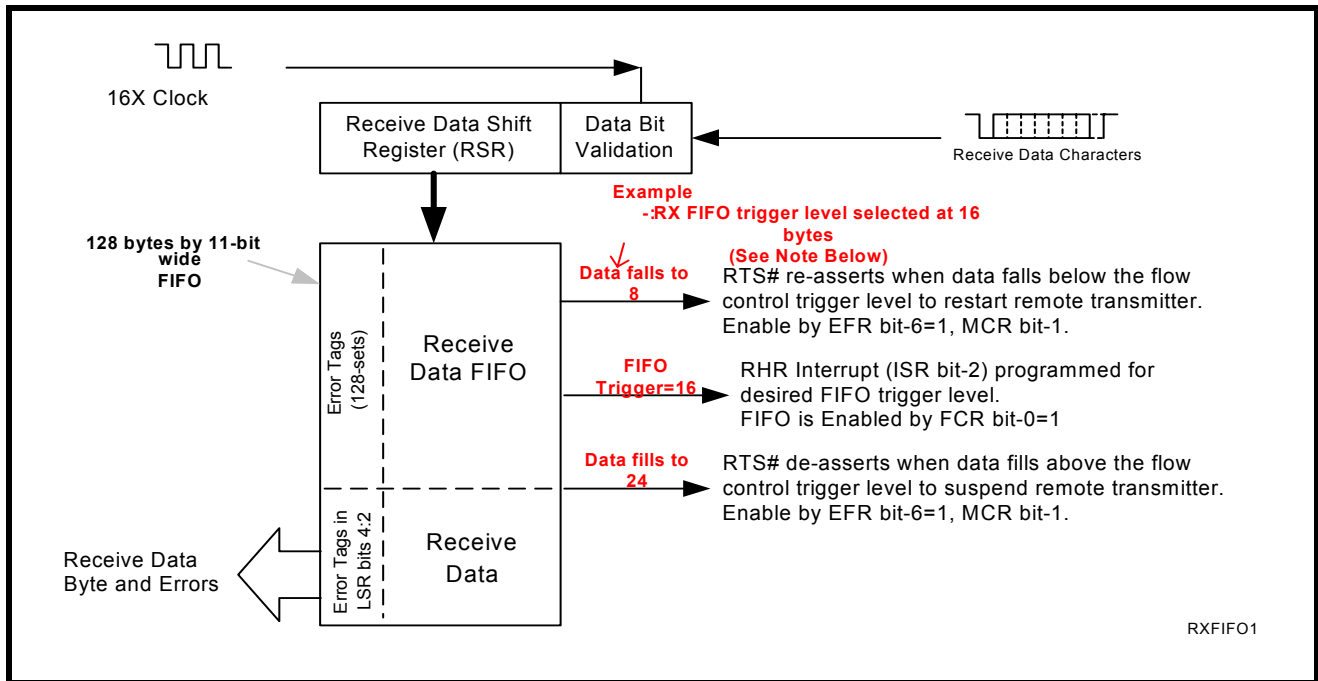 16X Clock
Receive Data Shift
Register (RSR)
Data Bit
Validation
Receive Data Characters
Example
-:RX FIFO trigger level selected at 16
bytes
(See Note Below)
128 bytes by 11-bit
wide
FIFO
Data falls to
8
RTS# re-asserts when data falls below the flow
control trigger level to restart remote transmitter.
Enable by EFR bit-6=1, MCR bit-1.
Error Tags
(128-sets)
Receive
Data FIFO
FIFO
Trigger=16
RHR Interrupt (ISR bit-2) programmed for
desired FIFO trigger level.
FIFO is Enabled by FCR bit-0=1
Data fills to
24
RTS# de-asserts when data fills above the flow
control trigger level to suspend remote transmitter.
Enable by EFR bit-6=1, MCR bit-1.
Receive Data
Byte and Errors
Error Tags in
LSR bits 4:2
Receive
Data
RXFIFO1